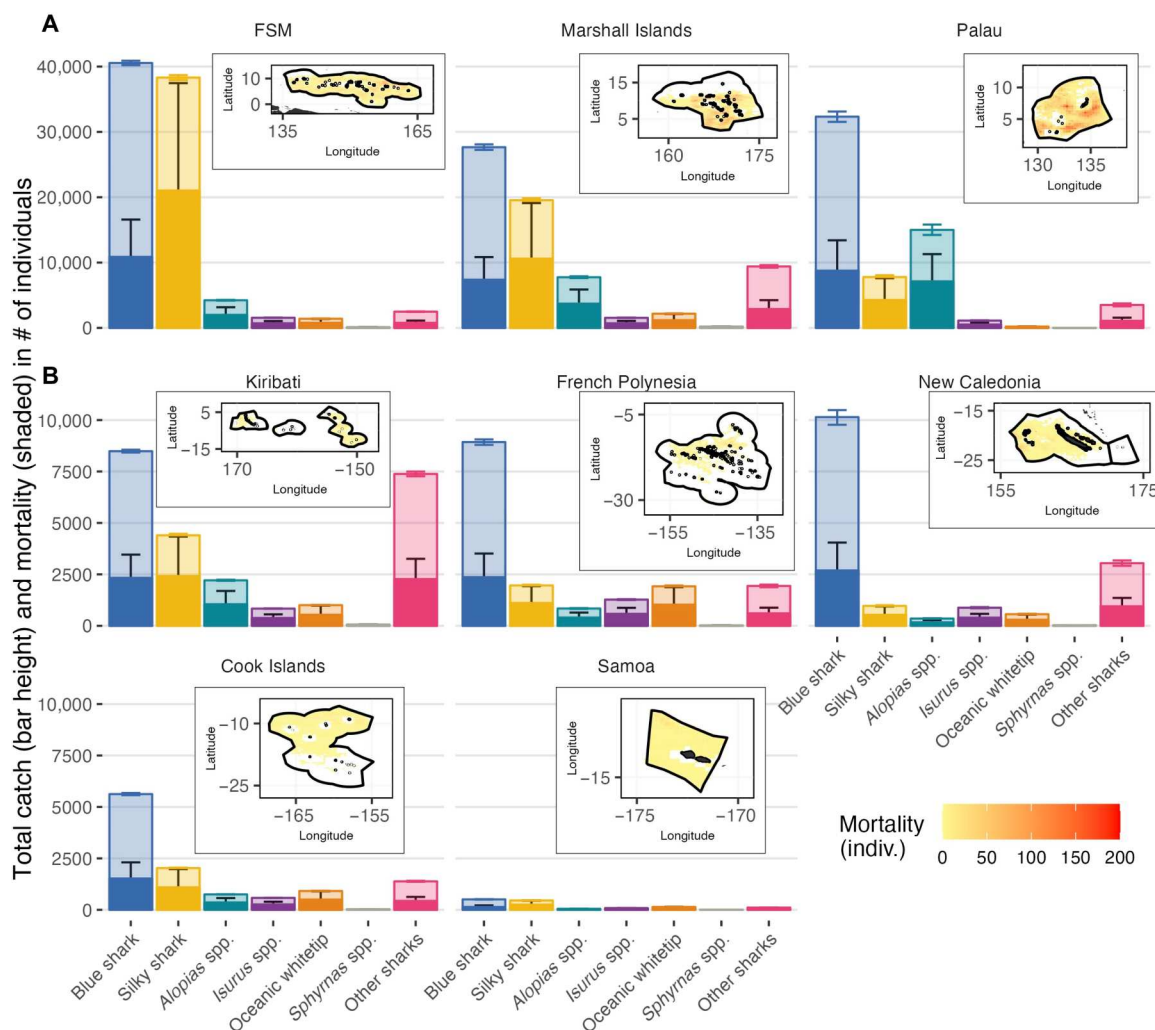 A
FSM
Marshall Islands
Palau
40,000
30,000
20,000
10,000
0
Latitude
10
0
135
165
Longitude
Latitude
15
5
160
175
Longitude
Latitude
10
5
130
135
Longitude
Total catch (bar height) and mortality (shaded) in # of individuals
B
Kiribati
French Polynesia
New Caledonia
10,000
7500
5000
2500
0
Latitude
5
−15
170
−150
Longitude
Latitude
−5
−30
−155
−135
Longitude
Latitude
−15
−25
155
175
Longitude
Blue shark
Silky shark
Alopias spp.
Isurus spp.
Oceanic whitetip
Sphyrnas spp.
Other sharks
Cook Islands
Samoa
10,000
7500
5000
2500
0
Latitude
−10
−25
−165
−155
Longitude
Longitude
−15
−175
−170
Longitude
Mortality
(indiv.)
0 50 100 150 200
Blue shark
Silky shark
Alopias spp.
Isurus spp.
Oceanic whitetip
Sphyrnas spp.
Other sharks
Blue shark
Silky shark
Alopias spp.
Isurus spp.
Oceanic whitetip
Sphyrnas spp.
Other sharks